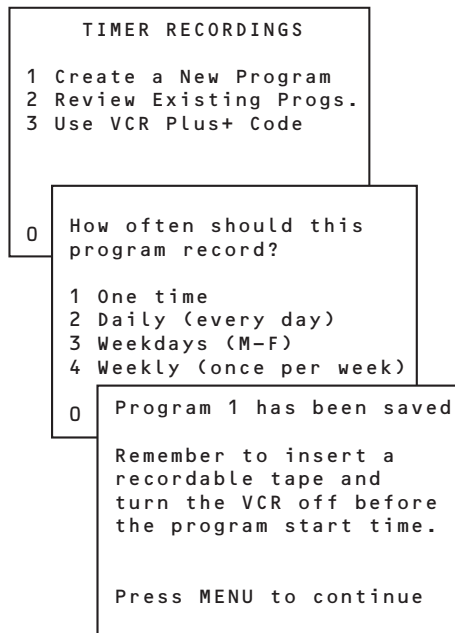 TIMER RECORDINGS
1 Create a New Program
2 Review Existing Progs.
3 Use VCR Plus+ Code
0
How often should this
program record?
1 One time
2 Daily (every day)
3 Weekdays (M–F)
4 Weekly (once per week)
0
Program 1 has been saved
Remember to insert a
recordable tape and
turn the VCR off before
the program start time.
Press MENU to continue